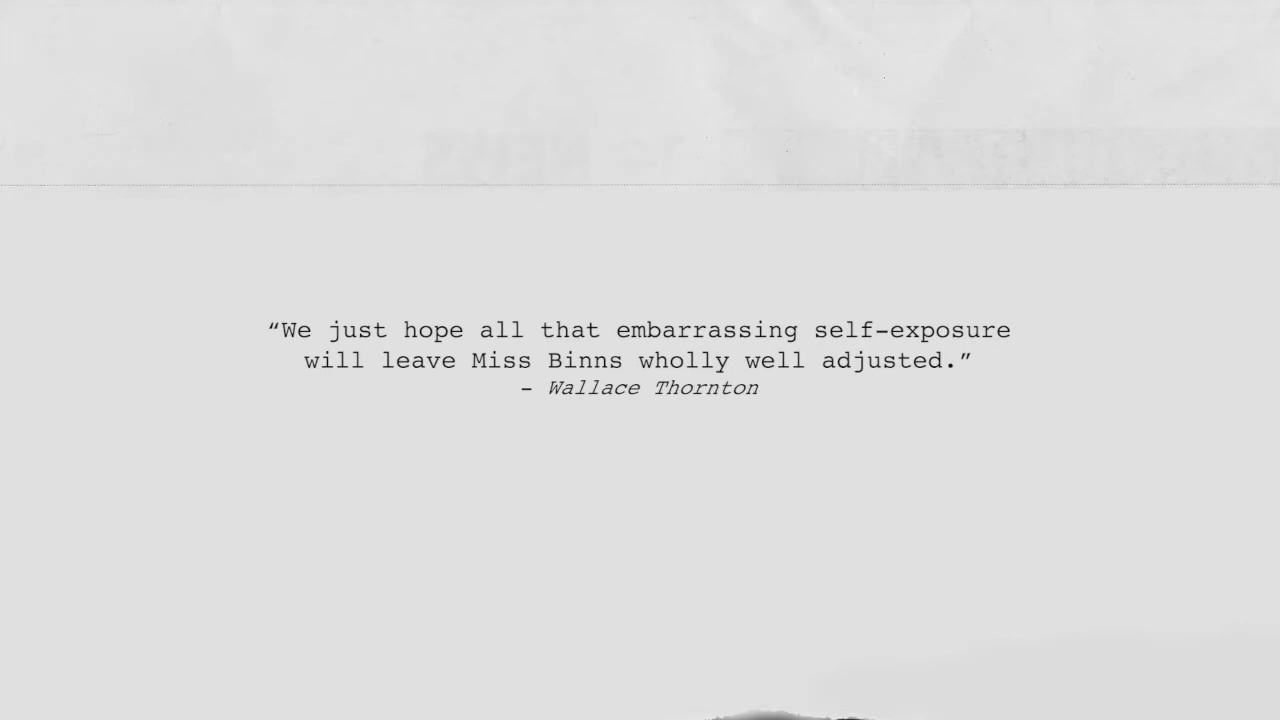 “We just hope all that embarrassing self-exposure
will leave Miss Binns wholly well adjusted.”
- Wallace Thornton